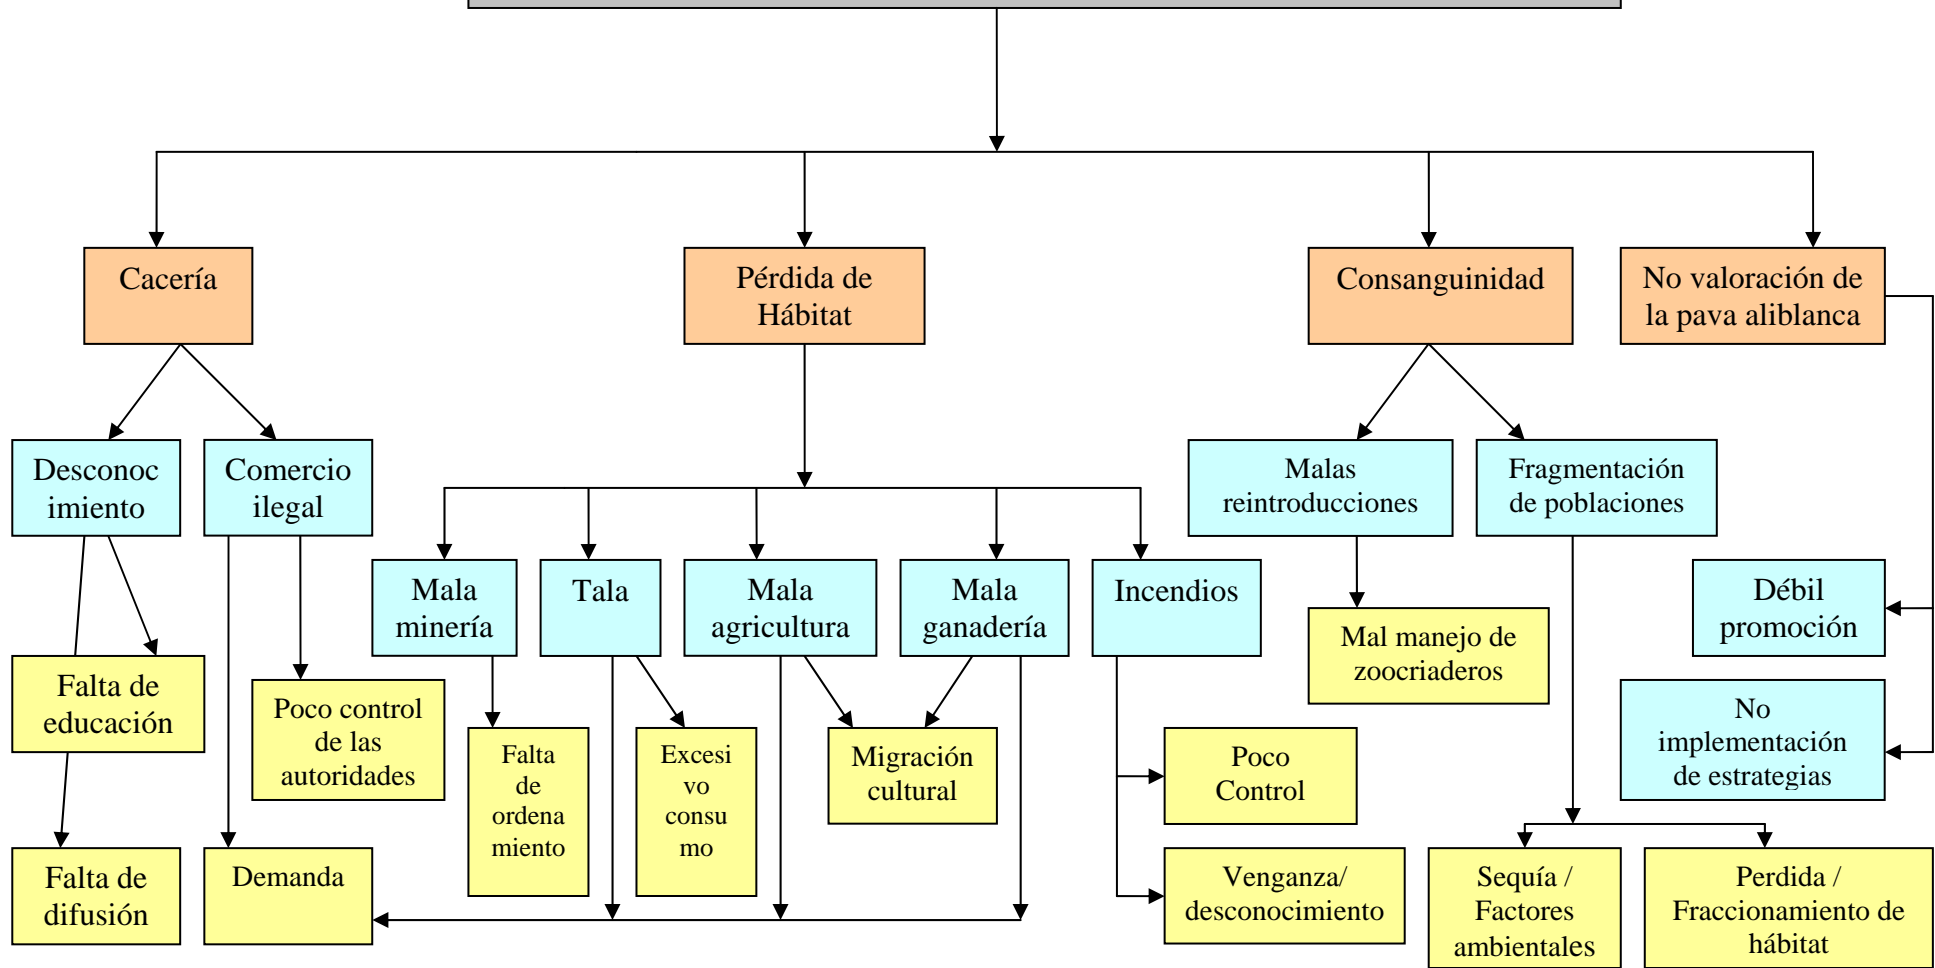 Cacería
Pérdida de
Hábitat
Consanguinidad
No valoración de
la pava aliblanca
Desconoc
imiento
Comercio
ilegal
Malas
reintroducciones
Fragmentación
de poblaciones
Mala
minería
Tala
Mala
agricultura
Mala
ganadería
Incendios
Débil
promoción
Mal manejo de
zoocriaderos
Falta de
educación
Poco control
de las
autoridades
No
implementación
de estrategias
Falta
de
ordena
miento
Excesi
vo
consu
mo
Migración
cultural
Poco
Control
Falta de
difusión
Demanda
Venganza/
desconocimiento
Sequía /
Factores
ambientales
Perdida /
Fraccionamiento de
hábitat